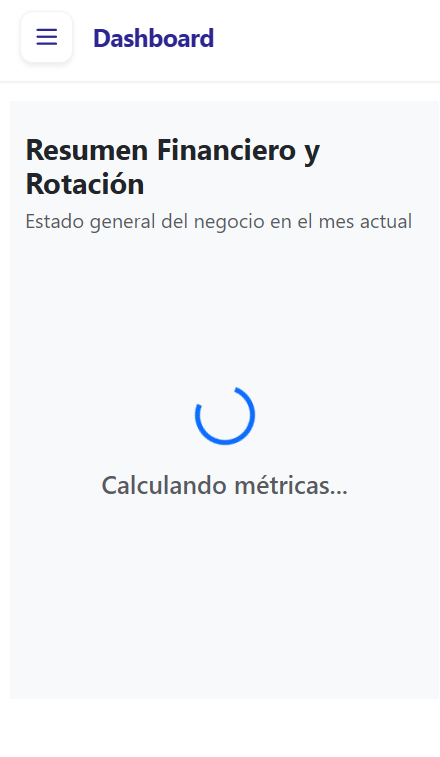 Dashboard
Resumen Financiero y
Rotación
Estado general del negocio en el mes actual
Calculando métricas...